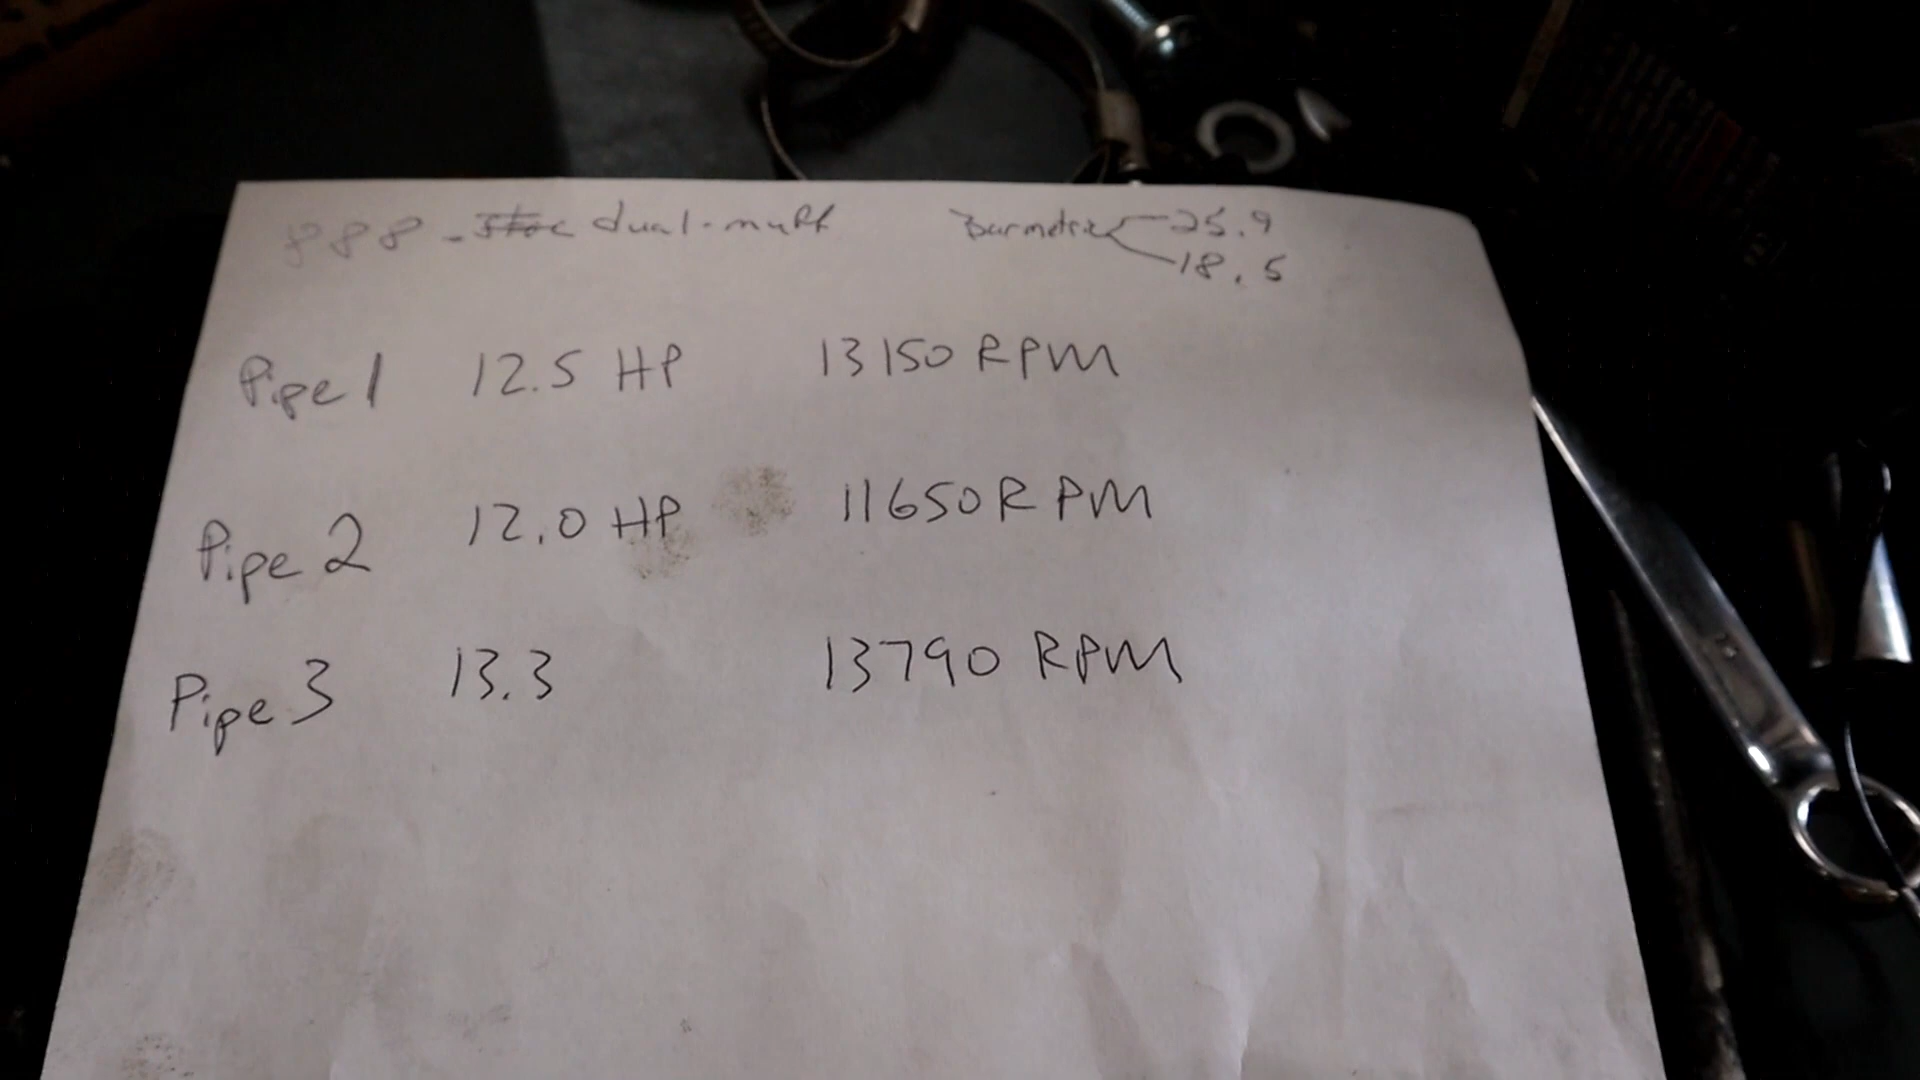 888 - dual-muff 25.9
18.5
Pipe 1 12.5 HP 13150 RPM
Pipe 2 12.0 HP 11650 RPM
Pipe 3 13.3 13790 RPM